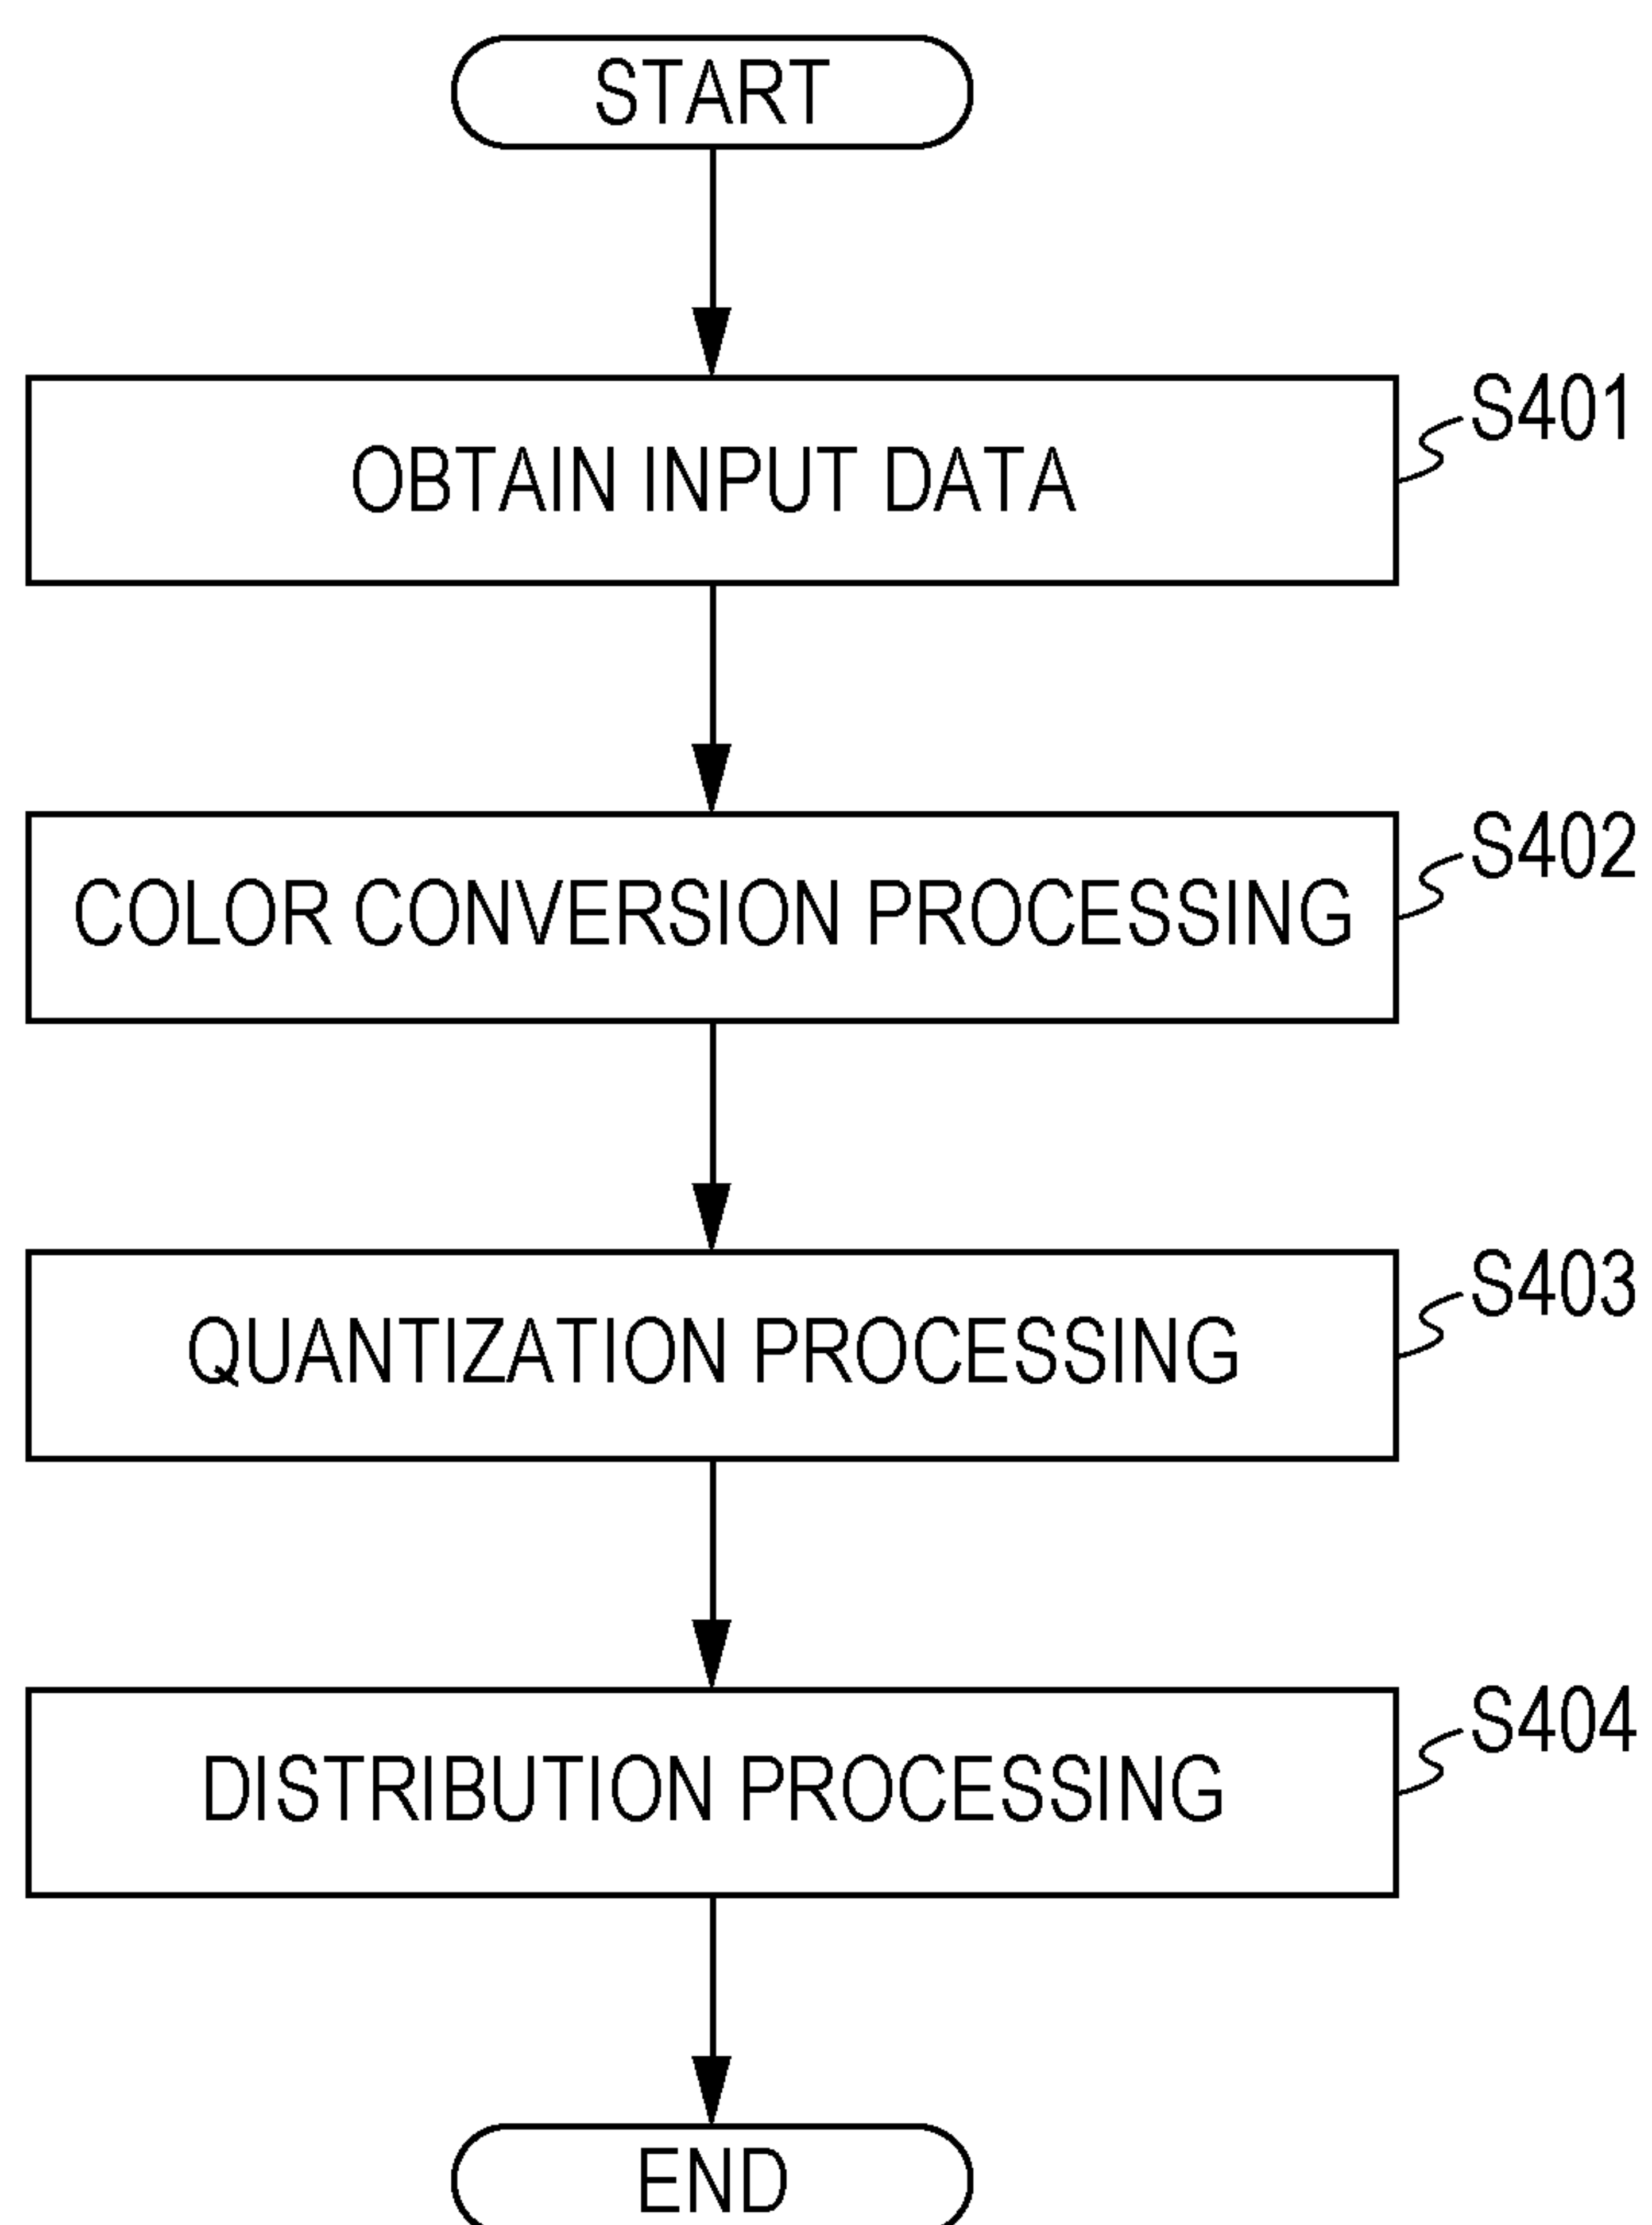 START
OBTAIN INPUT DATA
S401
COLOR CONVERSION PROCESSING
S402
QUANTIZATION PROCESSING
S403
DISTRIBUTION PROCESSING
S404
END